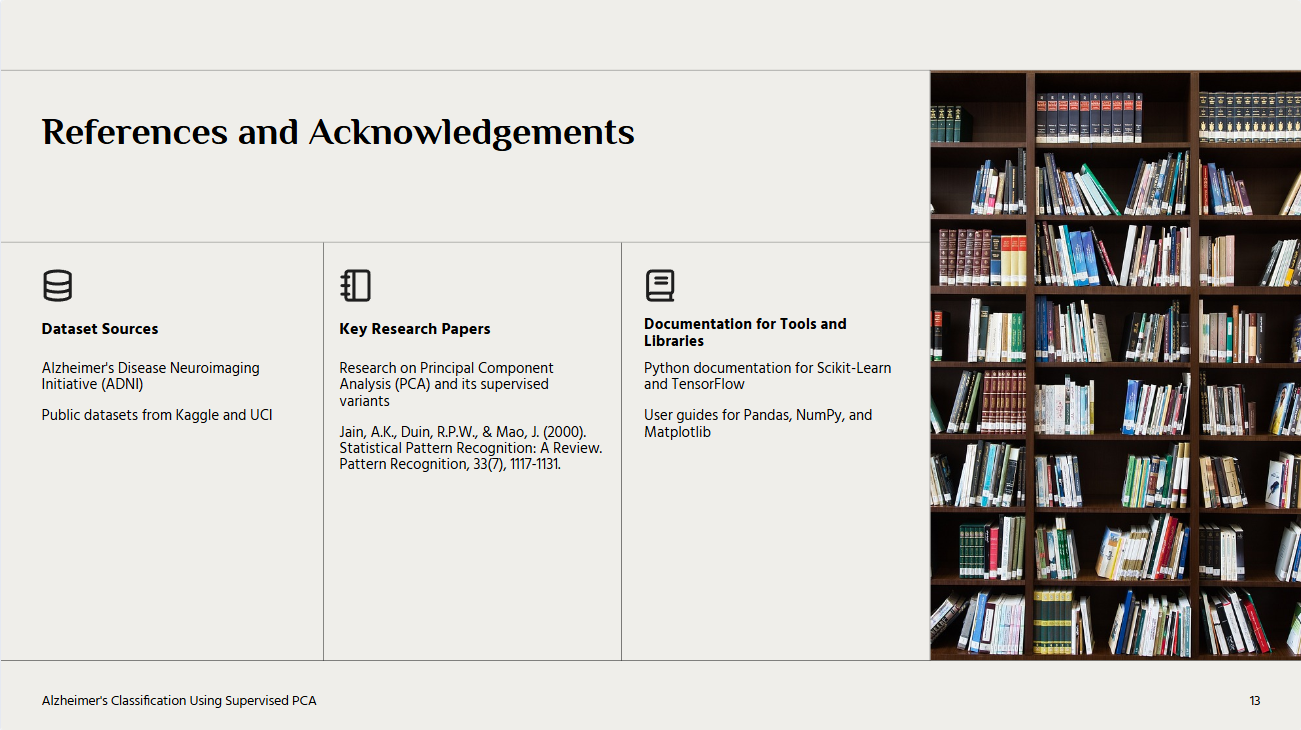 References and Acknowledgements
Dataset Sources
Alzheimer's Disease Neuroimaging
Initiative (ADNI)
Public datasets from Kaggle and UCI
Key Research Papers
Research on Principal Component
Analysis (PCA) and its supervised
variants
Jain, A.K., Duin, R.P.W., & Mao, J. (2000).
Statistical Pattern Recognition: A Review.
Pattern Recognition, 33(7), 1117-1131.
Documentation for Tools and
Libraries
Python documentation for Scikit-Learn
and TensorFlow
User guides for Pandas, NumPy, and
Matplotlib
Alzheimer's Classification Using Supervised PCA
13